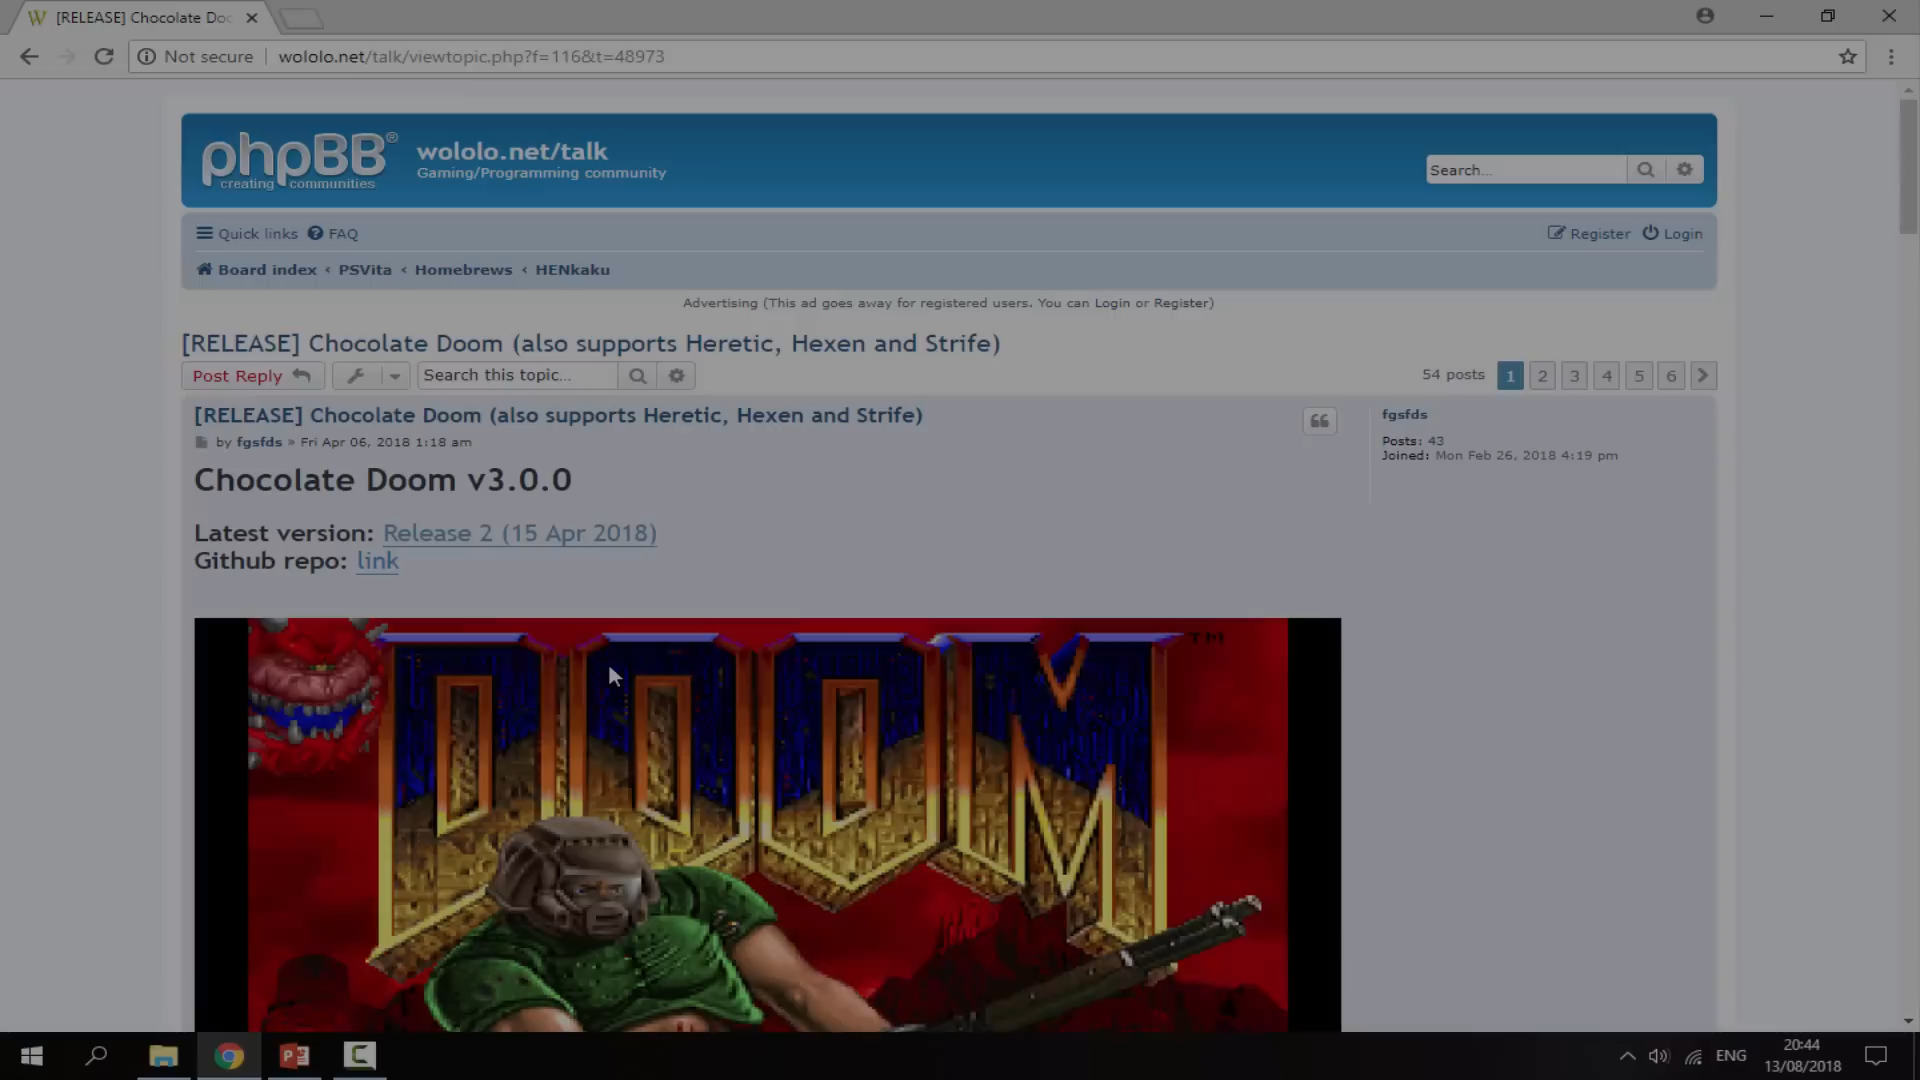 [RELEASE] Chocolate Doo
Not secure
wololo.net/talk/viewtopic.php?f=116&t=48973
phpBB®
creating communities
wololo.net/talk
Gaming/Programming community
Search…
Quick links
FAQ
Register
Login
Board index ‹ PSVita ‹ Homebrews ‹ HENkaku
Advertising (This ad goes away for registered users. You can Login or Register)
[RELEASE] Chocolate Doom (also supports Heretic, Hexen and Strife)
Post Reply
Search this topic…
54 posts
1
2
3
4
5
6
[RELEASE] Chocolate Doom (also supports Heretic, Hexen and Strife)
by fgsfds » Fri Apr 06, 2018 1:18 am
fgsfds
Posts: 43
Joined: Mon Feb 26, 2018 4:19 pm
Chocolate Doom v3.0.0
Latest version: Release 2 (15 Apr 2018)
Github repo: link
DOOM™
ENG
20:44
13/08/2018